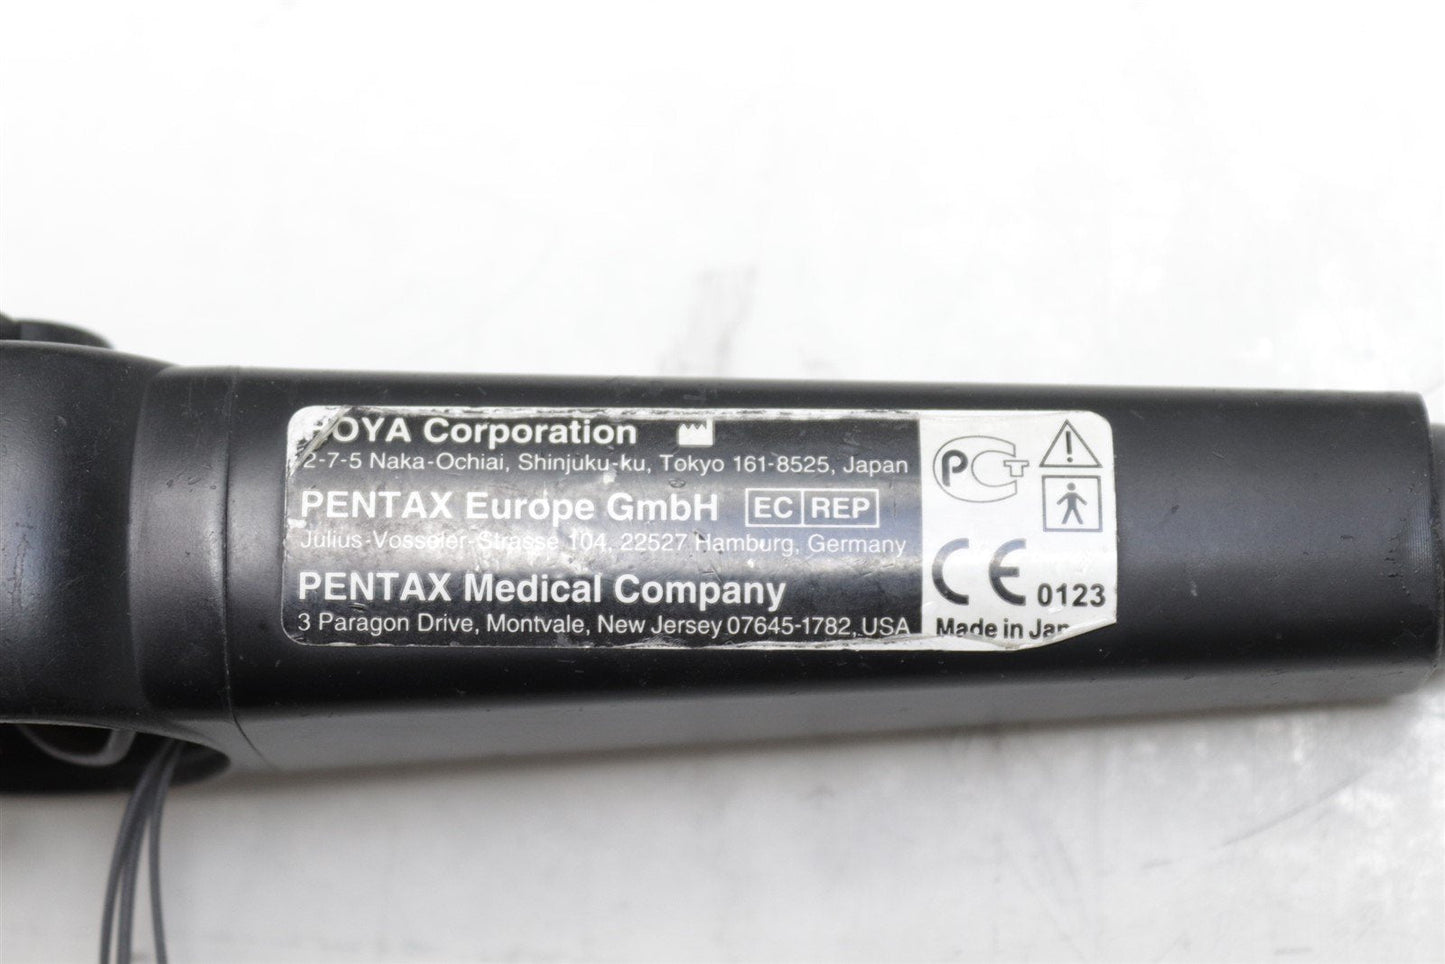 HOYA Corporation
2-7-5 Naka-Ochiai, Shinjuku-ku, Tokyo 161-8525, Japan
PENTAX Europe GmbH EC REP
Julius-Vosseler-Strasse 104, 22527 Hamburg, Germany
PENTAX Medical Company
3 Paragon Drive, Montvale, New Jersey 07645-1782, USA
PCT
CE 0123
Made in Jap